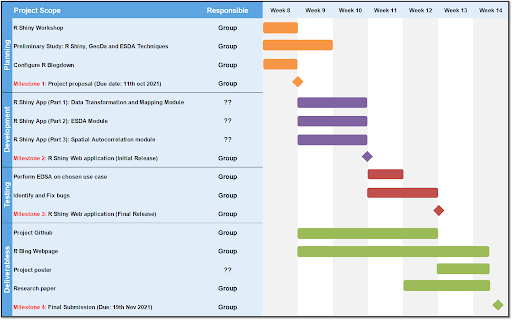 Project Scope Responsible Week 8 Week 9 Week 10 Week 11 Week 12 Week 13 Week 14
Planning
R Shiny Workshop Group
Preliminary Study: R Shiny, GeoDa and ESDA Techniques Group
Configure R Blogdown Group
Milestone 1: Project proposal (Due date: 11th oct 2021) Group
Development
R Shiny App (Part 1): Data Transformation and Mapping Module ??
R Shiny App (Part 2): ESDA Module ??
R Shiny App (Part 3): Spatial Autocorrelation module ??
Milestone 2: R Shiny Web application (Initial Release) Group
Testing
Perform EDSA on chosen use case Group
Identify and Fix bugs Group
Milestone 3: R Shiny Web application (Final Release) Group
Deliverabless
Project Github Group
R Blog Webpage Group
Project poster ??
Research paper Group
Milestone 4: Final Submission (Due: 19th Nov 2021) Group